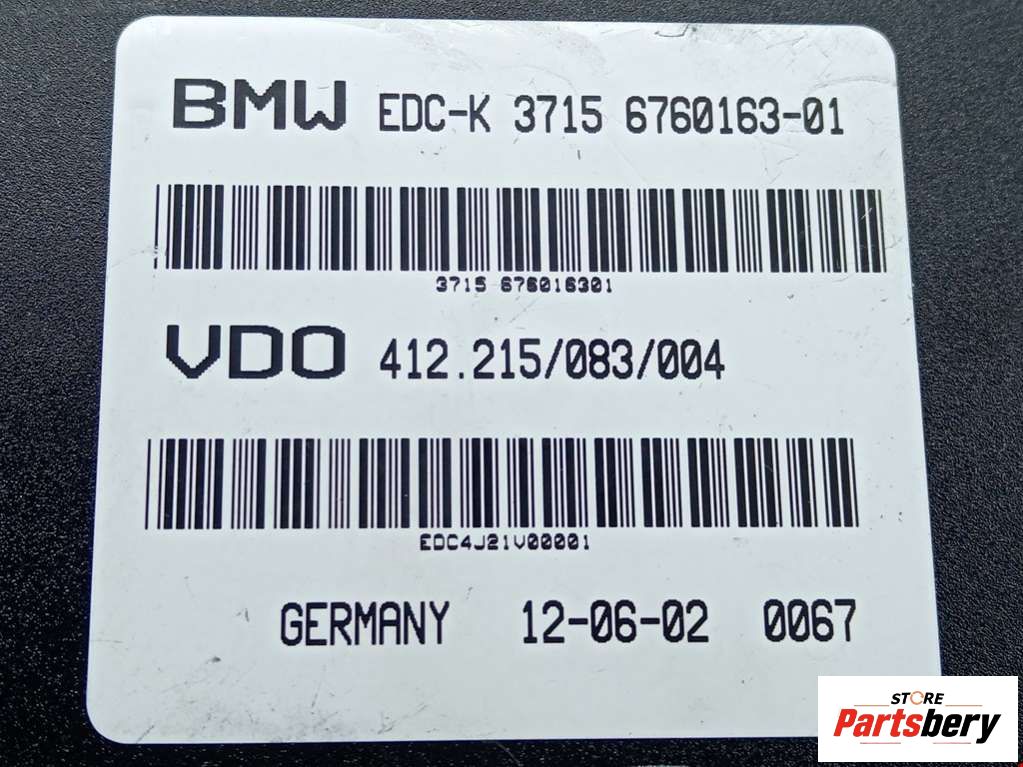 BMW EDC-K 3715 6760163-01
3715 676016301
VDO 412.215/083/004
EDC4J21V00001
GERMANY 12-06-02 0067
STORE
Partsbery